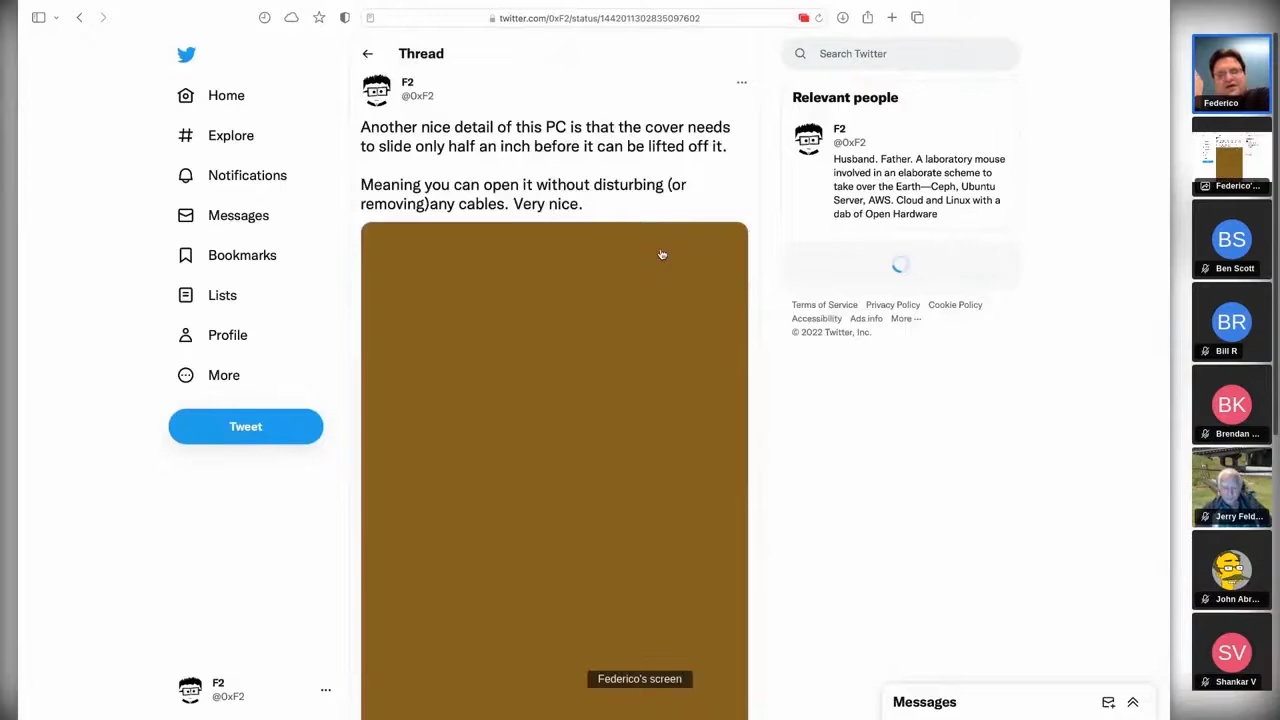 twitter.com/0xF2/status/1442011302835097602
Home
Explore
Notifications
Messages
Bookmarks
Lists
Profile
More
Tweet
F2
@0xF2
Thread
F2
@0xF2
Another nice detail of this PC is that the cover needs
to slide only half an inch before it can be lifted off it.
Meaning you can open it without disturbing (or
removing)any cables. Very nice.
Federico's screen
Search Twitter
Relevant people
F2
@0xF2
Husband. Father. A laboratory mouse
involved in an elaborate scheme to
take over the Earth—Ceph, Ubuntu
Server, AWS. Cloud and Linux with a
dab of Open Hardware
Terms of Service Privacy Policy Cookie Policy
Accessibility Ads info More ···
© 2022 Twitter, Inc.
Messages
Federico
Federico'...
BS
Ben Scott
BR
Bill R
BK
Brendan ...
Jerry Feld...
John Abr...
SV
Shankar V